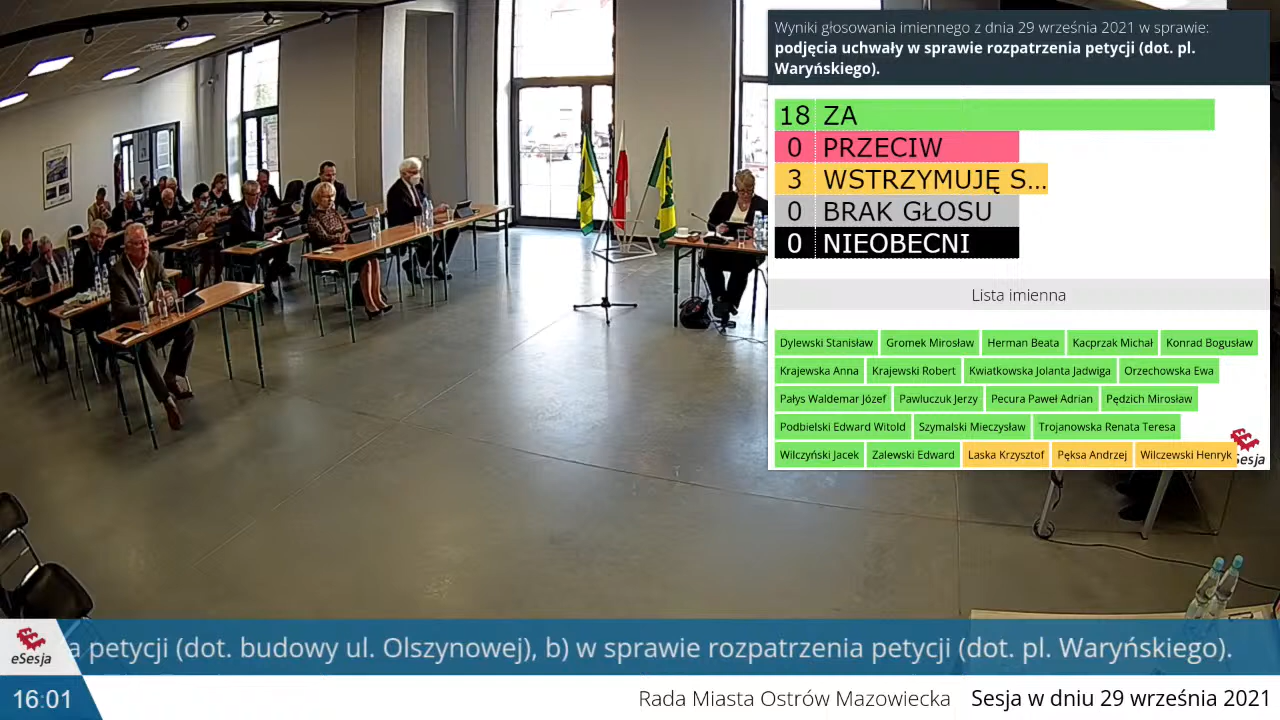 Wyniki głosowania imiennego z dnia 29 września 2021 w sprawie:
podjęcia uchwały w sprawie rozpatrzenia petycji (dot. pl.
Waryńskiego).
18 ZA
0 PRZECIW
3 WSTRZYMUJĘ S...
0 BRAK GŁOSU
0 NIEOBECNI
Lista imienna
Dylewski Stanisław Gromek Mirosław Herman Beata Kacprzak Michał Konrad Bogusław
Krajewska Anna Krajewski Robert Kwiatkowska Jolanta Jadwiga Orzechowska Ewa
Pałys Waldemar Józef Pawluczuk Jerzy Pecura Paweł Adrian Pędzich Mirosław
Podbielski Edward Witold Szymalski Mieczysław Trojanowska Renata Teresa
Wilczyński Jacek Zalewski Edward Laska Krzysztof Pęksa Andrzej Wilczewski Henryk
eSesja
a petycji (dot. budowy ul. Olszynowej), b) w sprawie rozpatrzenia petycji (dot. pl. Waryńskiego).
eSesja
16:01 Rada Miasta Ostrów Mazowiecka Sesja w dniu 29 września 2021